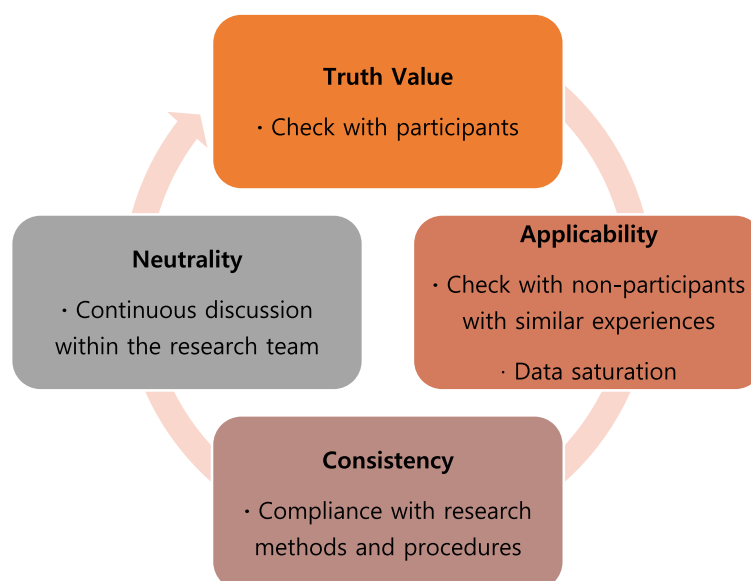 Truth Value
· Check with participants
Applicability
· Check with non-participants
with similar experiences
· Data saturation
Neutrality
· Continuous discussion
within the research team
Consistency
· Compliance with research
methods and procedures